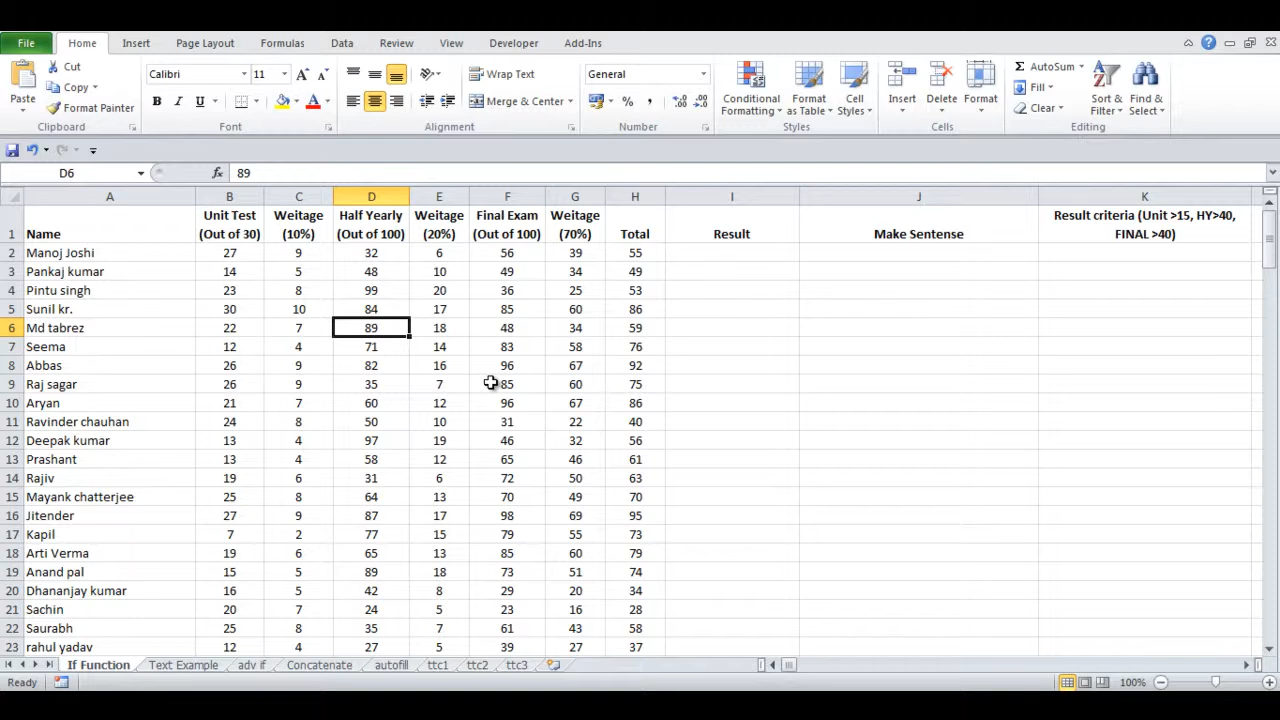 File Home Insert Page Layout Formulas Data Review View Developer Add-Ins
Cut Calibri 11 Wrap Text General AutoSum
Copy Fill
Paste Format Painter Merge & Center Conditional Formatting Format as Table Cell Styles Insert Delete Format Clear Sort & Filter Find & Select
Clipboard Font Alignment Number Styles Cells Editing
D6 fx 89
A B C D E F G H I J K
1 Name Unit Test (Out of 30) Weitage (10%) Half Yearly (Out of 100) Weitage (20%) Final Exam (Out of 100) Weitage (70%) Total Result Make Sentense Result criteria (Unit >15, HY>40, FINAL >40)
2 Manoj Joshi 27 9 32 6 56 39 55
3 Pankaj kumar 14 5 48 10 49 34 49
4 Pintu singh 23 8 99 20 36 25 53
5 Sunil kr. 30 10 84 17 85 60 86
6 Md tabrez 22 7 89 18 48 34 59
7 Seema 12 4 71 14 83 58 76
8 Abbas 26 9 82 16 96 67 92
9 Raj sagar 26 9 35 7 85 60 75
10 Aryan 21 7 60 12 96 67 86
11 Ravinder chauhan 24 8 50 10 31 22 40
12 Deepak kumar 13 4 97 19 46 32 56
13 Prashant 13 4 58 12 65 46 61
14 Rajiv 19 6 31 6 72 50 63
15 Mayank chatterjee 25 8 64 13 70 49 70
16 Jitender 27 9 87 17 98 69 95
17 Kapil 7 2 77 15 79 55 73
18 Arti Verma 19 6 65 13 85 60 79
19 Anand pal 15 5 89 18 73 51 74
20 Dhananjay kumar 16 5 42 8 29 20 34
21 Sachin 20 7 24 5 23 16 28
22 Saurabh 25 8 35 7 61 43 58
23 rahul yadav 12 4 27 5 39 27 37
If Function Text Example adv if Concatenate autofill ttc1 ttc2 ttc3
Ready 100%